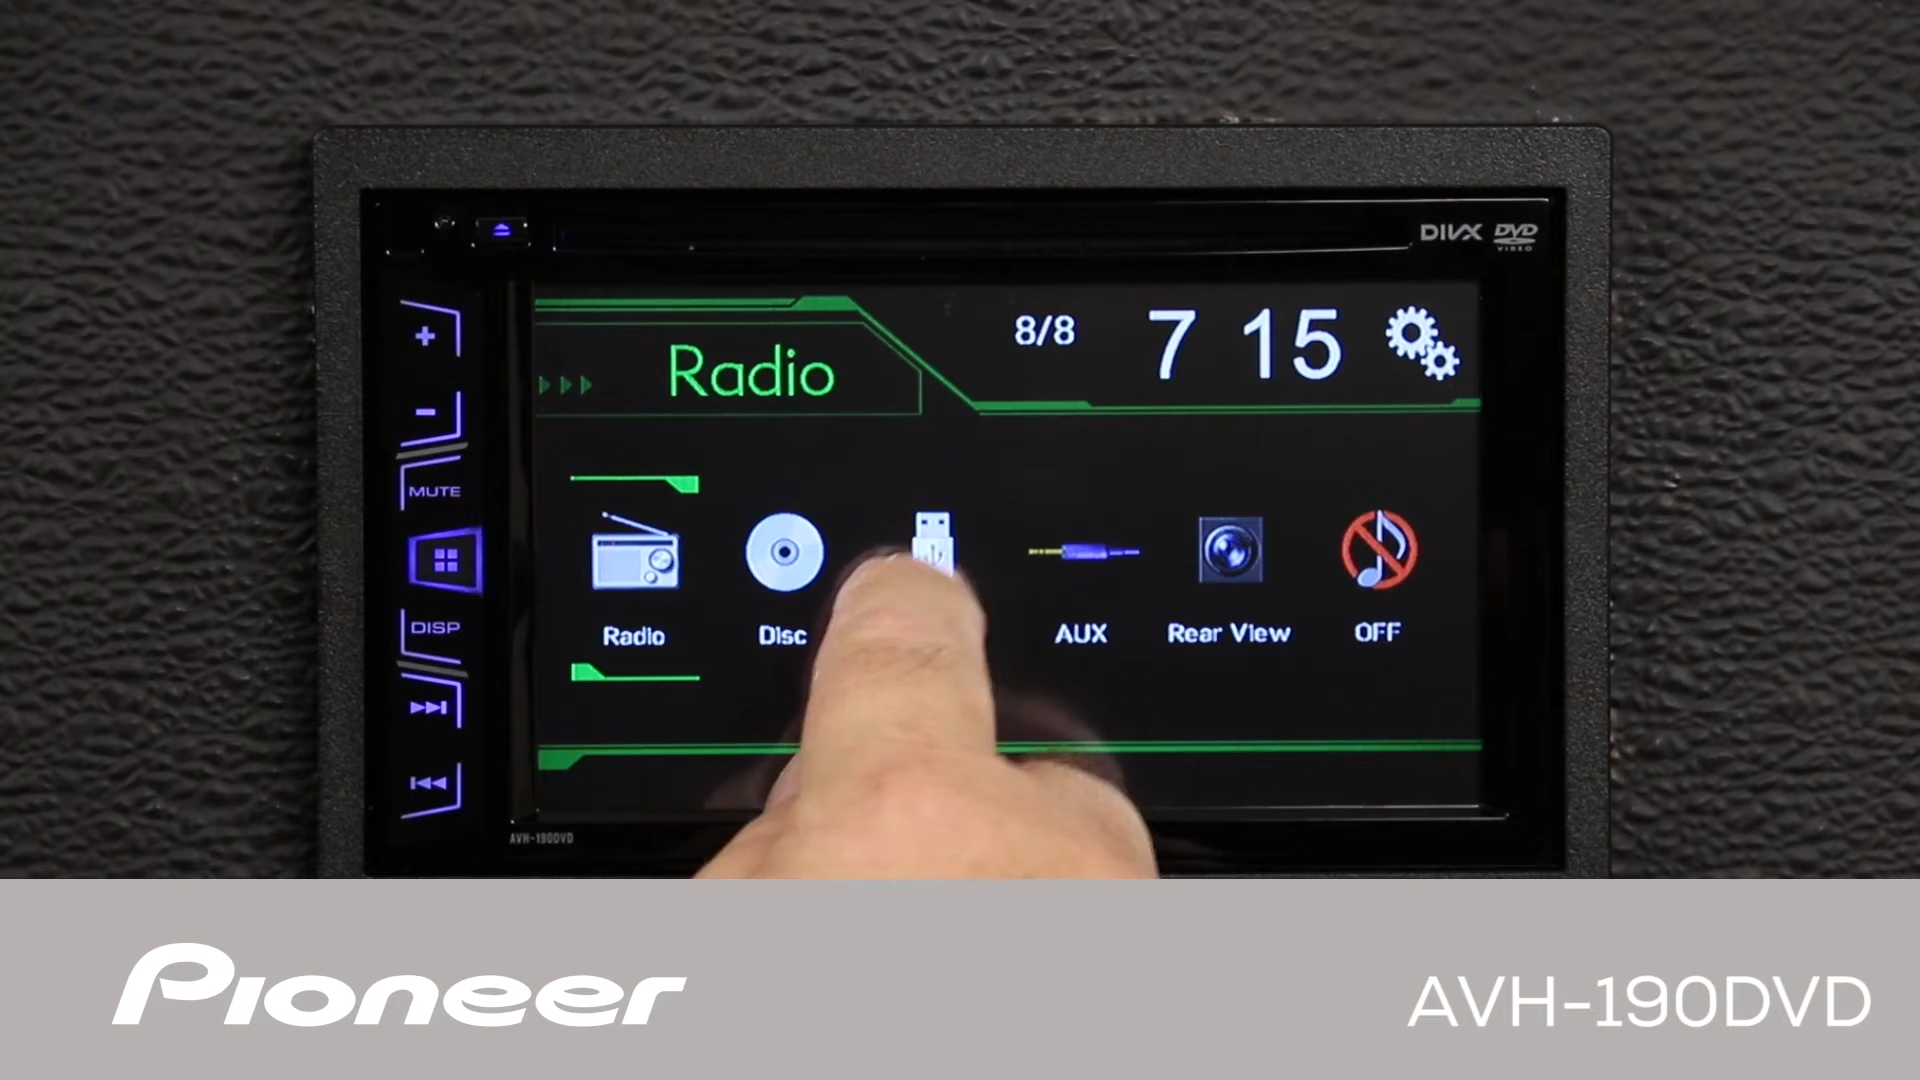 DIVX DVD
VIDEO
8/8 7 15
Radio
MUTE
DISP
Radio Disc AUX Rear View OFF
AVH-190DVD
Pioneer AVH-190DVD